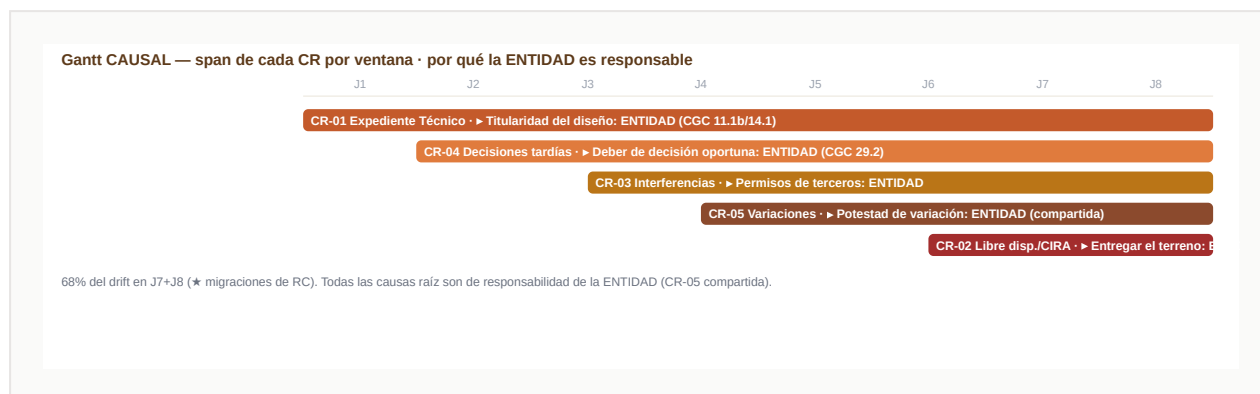 Gantt CAUSAL — span de cada CR por ventana · por qué la ENTIDAD es responsable
J1 J2 J3 J4 J5 J6 J7 J8
CR-01 Expediente Técnico · ▸ Titularidad del diseño: ENTIDAD (CGC 11.1b/14.1)
CR-04 Decisiones tardías · ▸ Deber de decisión oportuna: ENTIDAD (CGC 29.2)
CR-03 Interferencias · ▸ Permisos de terceros: ENTIDAD
CR-05 Variaciones · ▸ Potestad de variación: ENTIDAD (compartida)
CR-02 Libre disp./CIRA · ▸ Entregar el terreno:
68% del drift en J7+J8 (★ migraciones de RC). Todas las causas raíz son de responsabilidad de la ENTIDAD (CR-05 compartida).